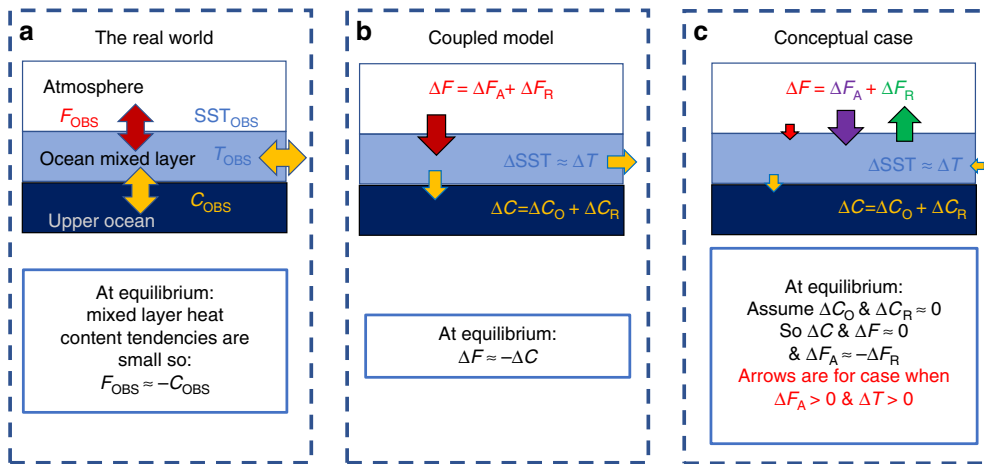 a
The real world
Atmosphere
F_OBS
SST_OBS
Ocean mixed layer
T_OBS
C_OBS
Upper ocean
At equilibrium:
mixed layer heat
content tendencies are
small so:
F_OBS ≈ −C_OBS
b
Coupled model
ΔF = ΔF_A + ΔF_R
ΔSST ≈ ΔT
ΔC=ΔC_O + ΔC_R
At equilibrium:
ΔF ≈ −ΔC
c
Conceptual case
ΔF = ΔF_A + ΔF_R
ΔSST ≈ ΔT
ΔC=ΔC_O + ΔC_R
At equilibrium:
Assume ΔC_O & ΔC_R ≈ 0
So ΔC & ΔF ≈ 0
& ΔF_A ≈ −ΔF_R
Arrows are for case when
ΔF_A > 0 & ΔT > 0